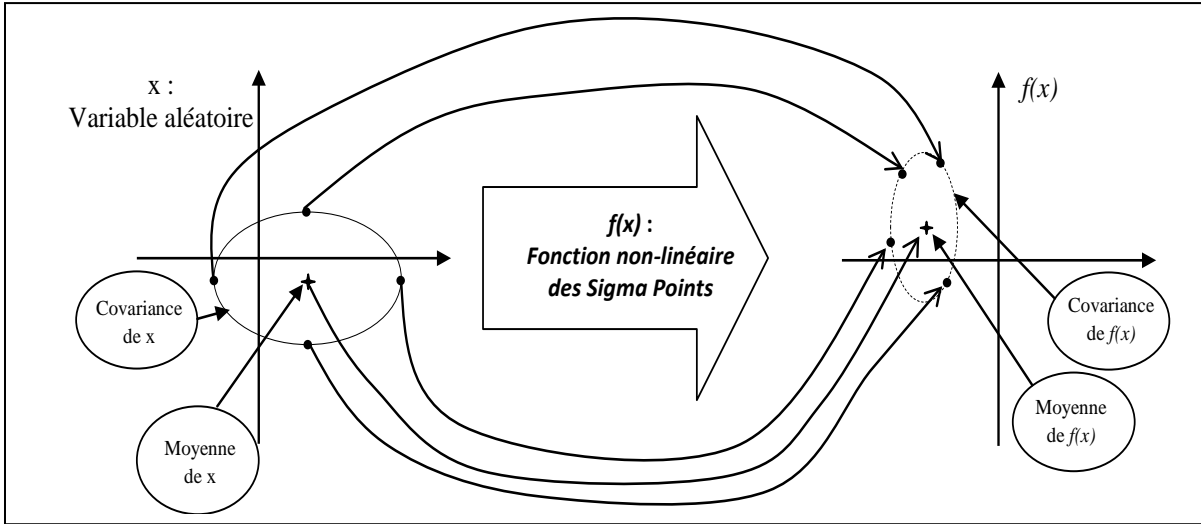 x :
Variable aléatoire
f(x)
f(x) :
Fonction non-linéaire
des Sigma Points
Covariance
de x
Covariance
de f(x)
Moyenne
de x
Moyenne
de f(x)